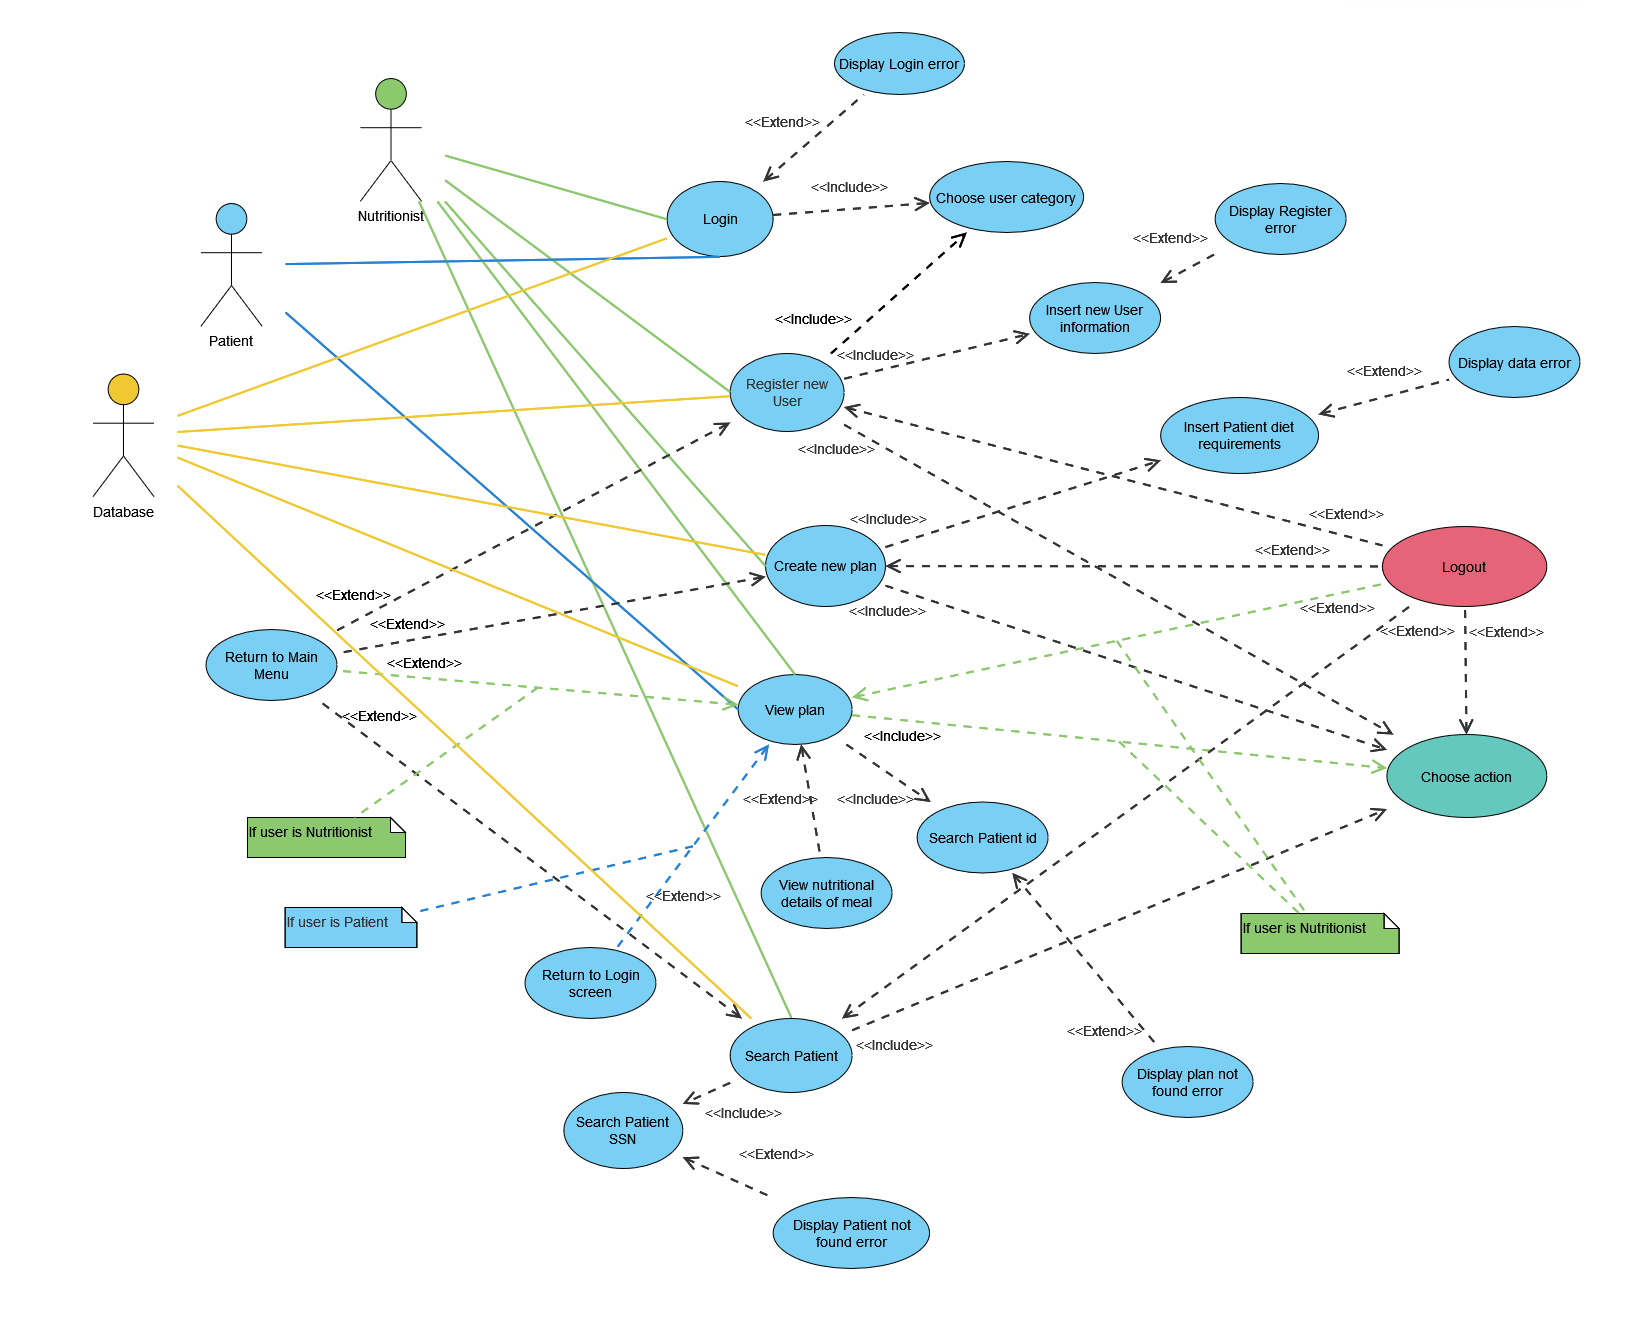 Display Login error
<<Extend>>
Nutritionist
Login
<<Include>>
Choose user category
Display Register
error
<<Extend>>
Patient
<<Include>>
Insert new User
information
<<Include>>
Register new
User
Display data error
<<Extend>>
Insert Patient diet
requirements
<<Include>>
Database
<<Include>>
<<Extend>>
<<Extend>>
Create new plan
Logout
<<Extend>>
<<Extend>>
<<Include>>
<<Extend>>
<<Extend>>
<<Extend>>
Return to Main
Menu
<<Extend>>
<<Extend>>
View plan
<<Include>>
Choose action
<<Extend>>
<<Include>>
If user is Nutritionist
Search Patient id
View nutritional
details of meal
<<Extend>>
If user is Patient
If user is Nutritionist
Return to Login
screen
<<Extend>>
Search Patient
<<Include>>
Display plan not
found error
<<Include>>
Search Patient
SSN
<<Extend>>
Display Patient not
found error